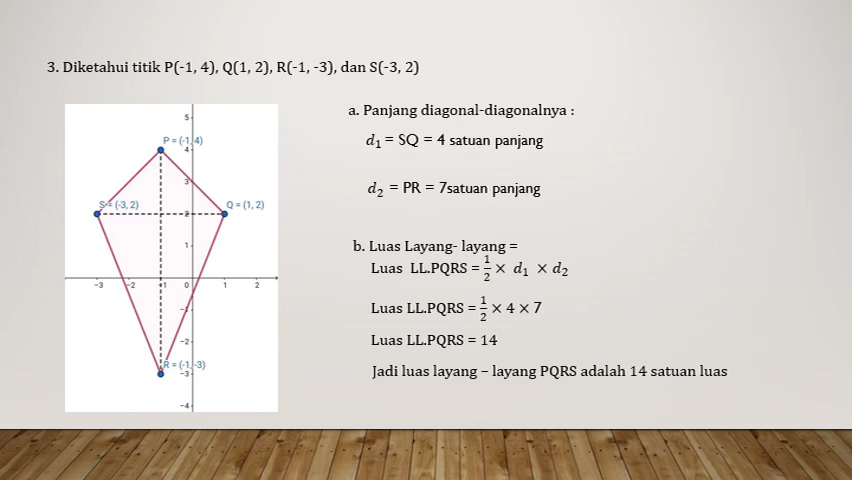 3. Diketahui titik P(-1, 4), Q(1, 2), R(-1, -3), dan S(-3, 2)
a. Panjang diagonal-diagonalnya :
d₁ = SQ = 4 satuan panjang
d₂ = PR = 7satuan panjang
b. Luas Layang- layang =
Luas LL.PQRS = 1/2 × d₁ × d₂
Luas LL.PQRS = 1/2 × 4 × 7
Luas LL.PQRS = 14
Jadi luas layang – layang PQRS adalah 14 satuan luas
5
P = (-1, 4)
4
3
S = (-3, 2)
2
Q = (1, 2)
1
−3 −2 −1 0 1 2
−1
−2
R = (-1, -3)
−3
−4